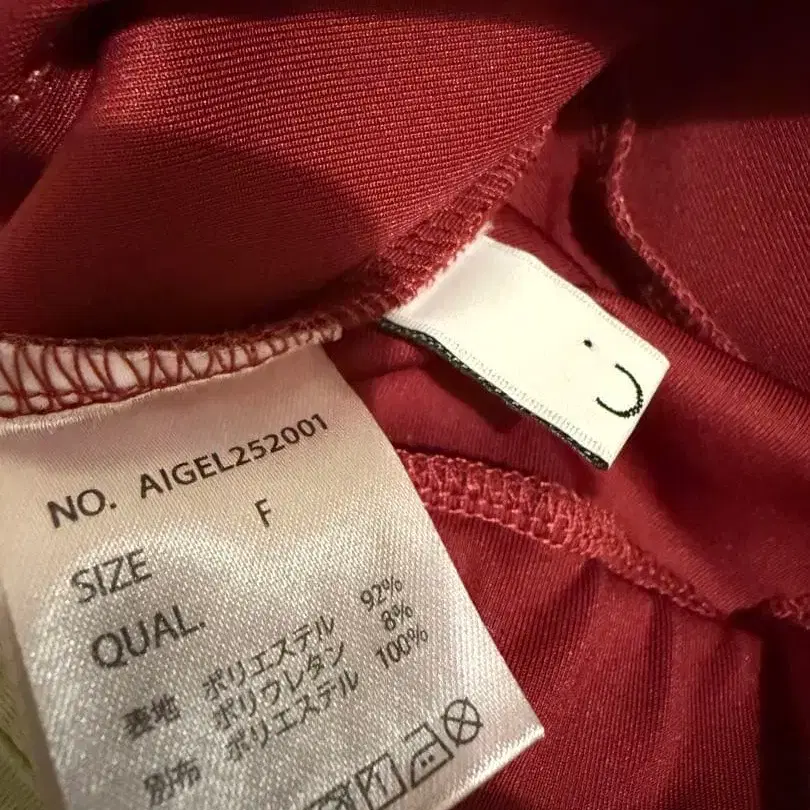 NO. AIGEL252001
SIZE F
QUAL.
表地 ポリエステル 92%
ポリウレタン 8%
別布 ポリエステル 100%